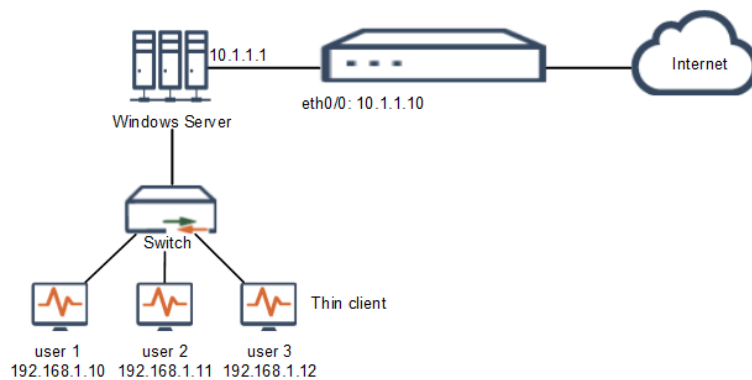 10.1.1.1
Internet
eth0/0: 10.1.1.10
Windows Server
Switch
Thin client
user 1
192.168.1.10
user 2
192.168.1.11
user 3
192.168.1.12